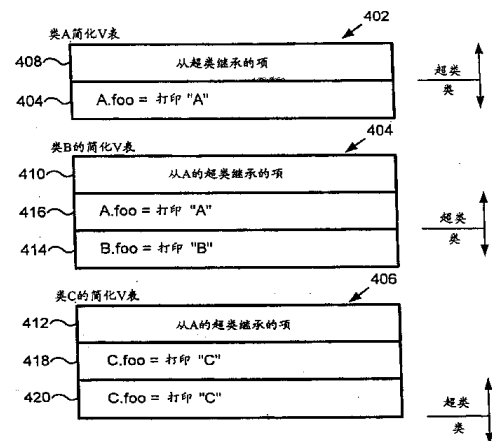 类A简化V表
402
408
从超类继承的项
超类
404
A.foo = 打印 "A"
类
类B的简化V表
404
410
从A的超类继承的项
416
A.foo = 打印 "A"
超类
414
B.foo = 打印 "B"
类
类C的简化V表
406
412
从A的超类继承的项
418
C.foo = 打印 "C"
420
C.foo = 打印 "C"
超类
类